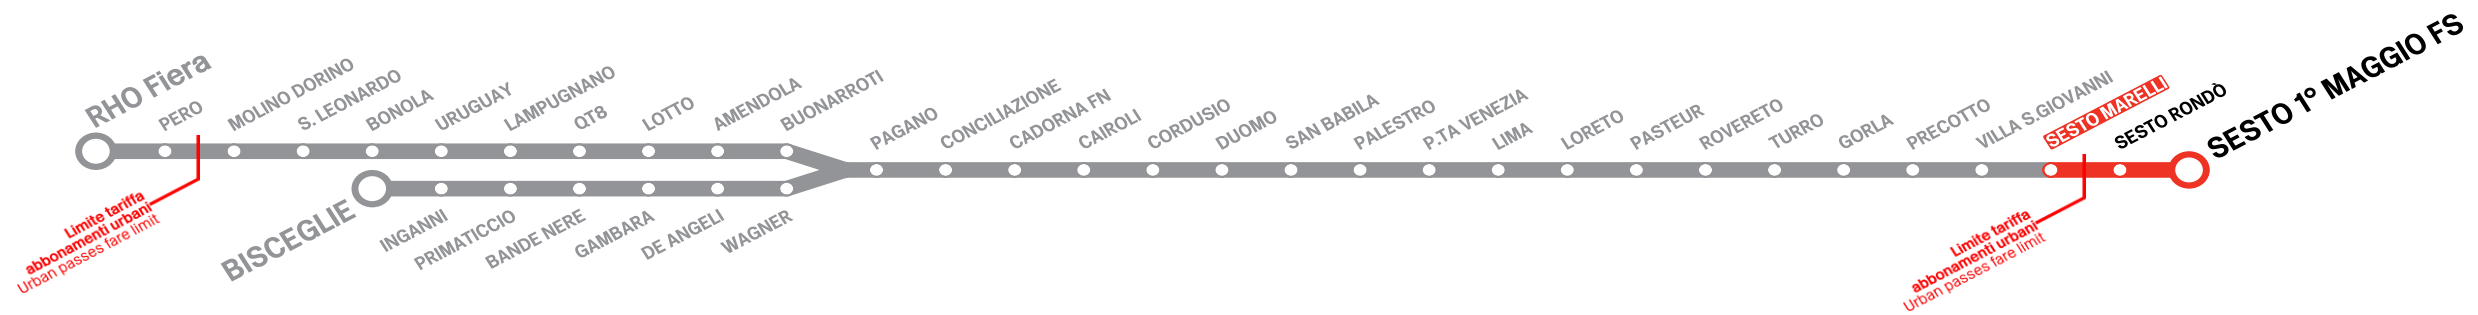 RHO Fiera
PERO
MOLINO DORINO
S. LEONARDO
BONOLA
URUGUAY
LAMPUGNANO
QT8
LOTTO
AMENDOLA
BUONARROTI
PAGANO
CONCILIAZIONE
CADORNA FN
CAIROLI
CORDUSIO
DUOMO
SAN BABILA
PALESTRO
P.TA VENEZIA
LIMA
LORETO
PASTEUR
ROVERETO
TURRO
GORLA
PRECOTTO
VILLA S.GIOVANNI
SESTO MARELLI
SESTO RONDÒ
SESTO 1° MAGGIO FS
Limite tariffa
abbonamenti urbani
Urban passes fare limit
BISCEGLIE
INGANNI
PRIMATICCIO
BANDE NERE
GAMBARA
DE ANGELI
WAGNER
Limite tariffa
abbonamenti urbani
Urban passes fare limit